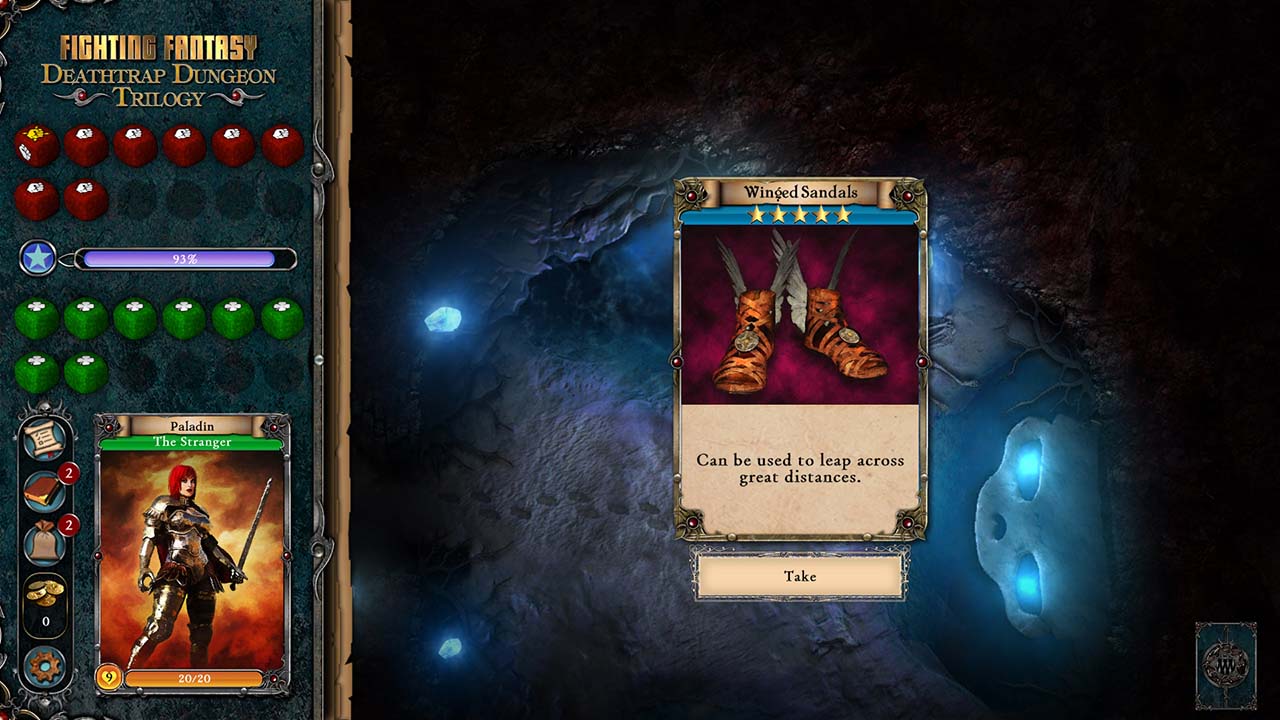 FIGHTING FANTASY
DEATHTRAP DUNGEON
TRILOGY
93%
2
2
0
Paladin
The Stranger
9
20/20
Winged Sandals
Can be used to leap across
great distances.
Take